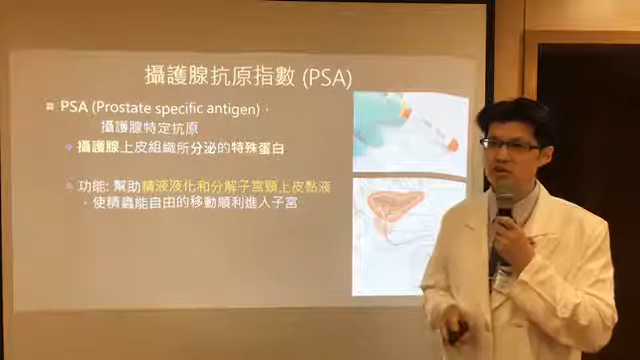 攝護腺抗原指數 (PSA)
PSA (Prostate specific antigen)，
攝護腺特定抗原
攝護腺上皮組織所分泌的特殊蛋白
功能: 幫助精液液化和分解子宮頸上皮黏液
，使精蟲能自由的移動順利進入子宮